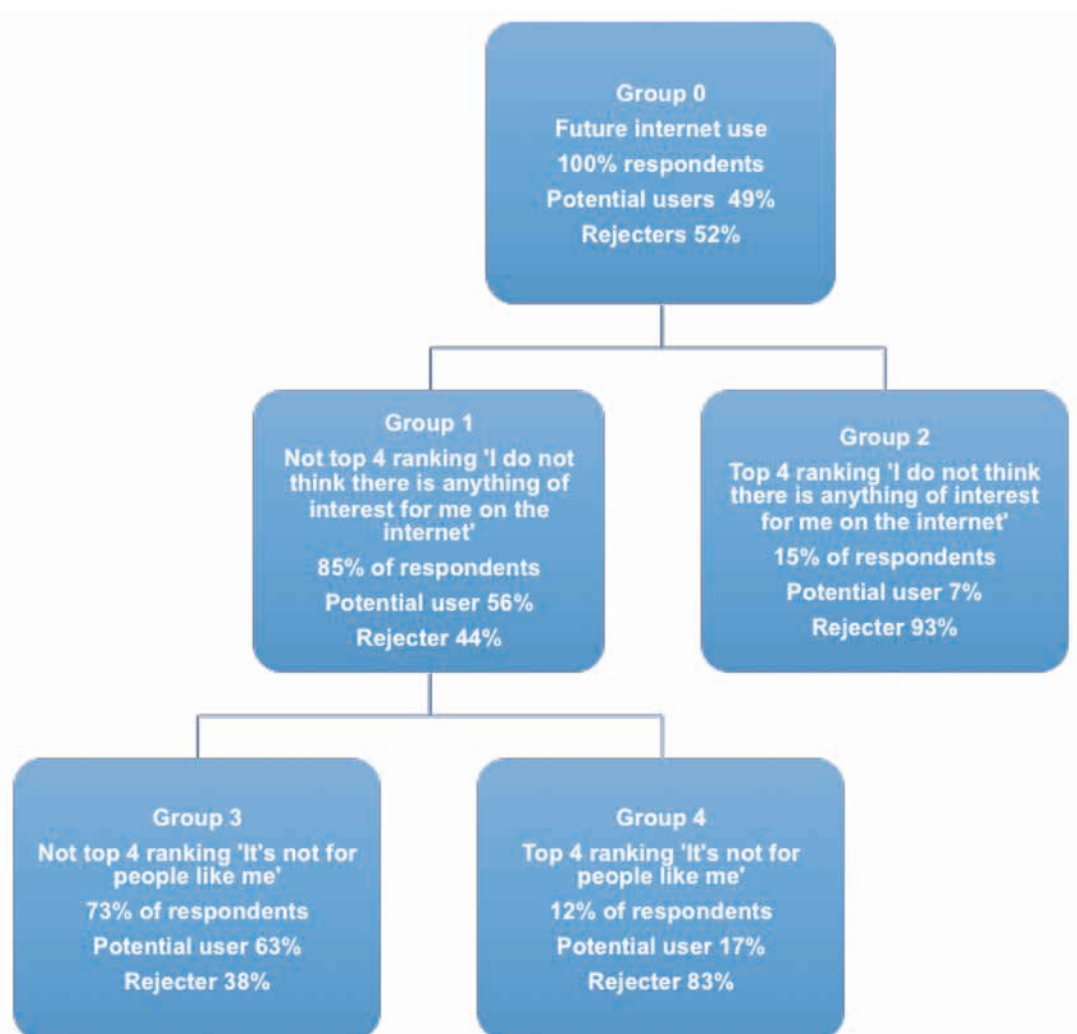 Group 0
Future internet use
100% respondents
Potential users 49%
Rejecters 52%
Group 1
Not top 4 ranking 'I do not
think there is anything of
interest for me on the
internet'
85% of respondents
Potential user 56%
Rejecter 44%
Group 2
Top 4 ranking 'I do not think
there is anything of interest
for me on the internet'
15% of respondents
Potential user 7%
Rejecter 93%
Group 3
Not top 4 ranking 'It's not for
people like me'
73% of respondents
Potential user 63%
Rejecter 38%
Group 4
Top 4 ranking 'It's not for
people like me'
12% of respondents
Potential user 17%
Rejecter 83%